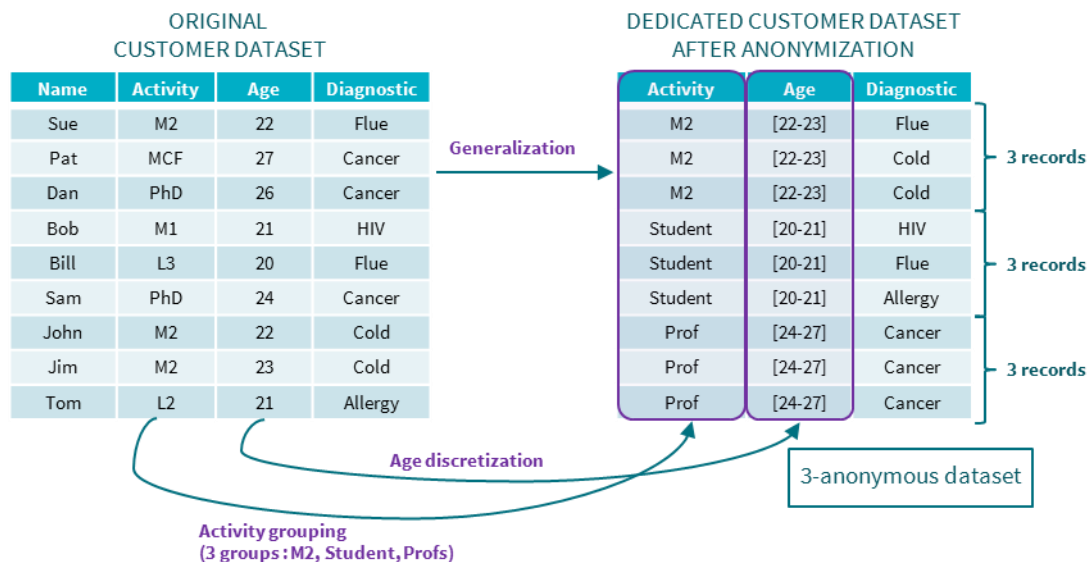 ORIGINAL
CUSTOMER DATASET
Name Activity Age Diagnostic
Sue M2 22 Flue
Pat MCF 27 Cancer
Dan PhD 26 Cancer
Bob M1 21 HIV
Bill L3 20 Flue
Sam PhD 24 Cancer
John M2 22 Cold
Jim M2 23 Cold
Tom L2 21 Allergy
Generalization
DEDICATED CUSTOMER DATASET
AFTER ANONYMIZATION
Activity Age Diagnostic
M2 [22-23] Flue
M2 [22-23] Cold
M2 [22-23] Cold
Student [20-21] HIV
Student [20-21] Flue
Student [20-21] Allergy
Prof [24-27] Cancer
Prof [24-27] Cancer
Prof [24-27] Cancer
3 records
3 records
3 records
Age discretization
3-anonymous dataset
Activity grouping
(3 groups : M2, Student, Profs)